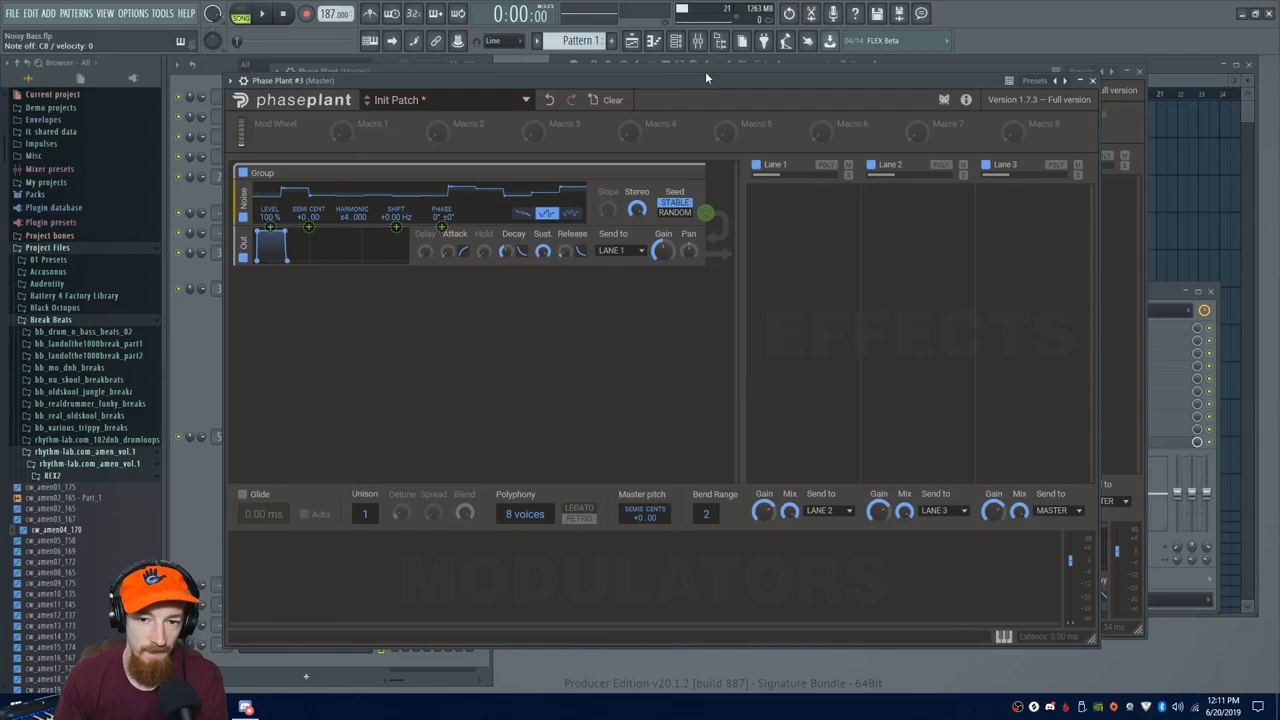 FILE EDIT ADD PATTERNS VIEW OPTIONS TOOLS HELP
SONG
187.000
0:00:00
21
1263 MB
Noisy Bass.flp
Note off: C8 / velocity: 0
Line
Pattern 1
04/14 FLEX Beta
Browser - All
All
Current project
Demo projects
Envelopes
IL shared data
Impulses
Misc
Mixer presets
My projects
Packs
Plugin database
Plugin presets
Project bones
Project Files
01 Presets
Accusonus
Audentity
Battery 4 Factory Library
Black Octopus
Break Beats
bb_drum_n_bass_beats_02
bb_landofthe1000break_part1
bb_landofthe1000break_part2
bb_mo_dnb_breaks
bb_nu_skool_breakbeats
bb_oldskool_jungle_breakz
bb_realdrummer_funky_breaks
bb_real_oldskool_breaks
bb_various_trippy_breaks
rhythm-lab.com_102dnb_drumloops
rhythm-lab.com_amen_vol.1
rhythm-lab.com_amen_vol.1
REX2
cw_amen01_175
cw_amen02_165 - Part_1
cw_amen02_165
cw_amen03_167
cw_amen04_170
cw_amen05_158
cw_amen06_169
cw_amen07_172
cw_amen08_175
cw_amen09_175
cw_amen10_135
cw_amen11_145
cw_amen12_137
cw_amen13_173
cw_amen14_175
cw_amen15_174
Phase Plant #3 (Master)
Presets
phaseplant
Init Patch *
Clear
Version 1.7.3 — Full version
Mod Wheel
Macro 1
Macro 2
Macro 3
Macro 4
Macro 5
Macro 6
Macro 7
Macro 8
Group
Noise
LEVEL
100 %
SEMI CENT
+0.00
HARMONIC
x4.000
SHIFT
+0.00 Hz
PHASE
0° ±0°
Slope
Stereo
Seed
STABLE
RANDOM
Out
Delay
Attack
Hold
Decay
Sust.
Release
Send to
LANE 1
Gain
Pan
Lane 1
POLY
M
S
Lane 2
POLY
M
S
Lane 3
POLY
M
S
EFFECTS
Glide
0.00 ms
Auto
Unison
1
Detune
Spread
Blend
Polyphony
8 voices
LEGATO
RETRIG
Master pitch
SEMIS CENTS
+0.00
Bend Range
2
Gain
Mix
Send to
LANE 2
Gain
Mix
Send to
LANE 3
Gain
Mix
Send to
MASTER
MODULATORS
Latency: 0.00 ms
21
22
23
24
Producer Edition v20.1.2 [build 887] - Signature Bundle - 64Bit
12:11 PM
6/20/2019